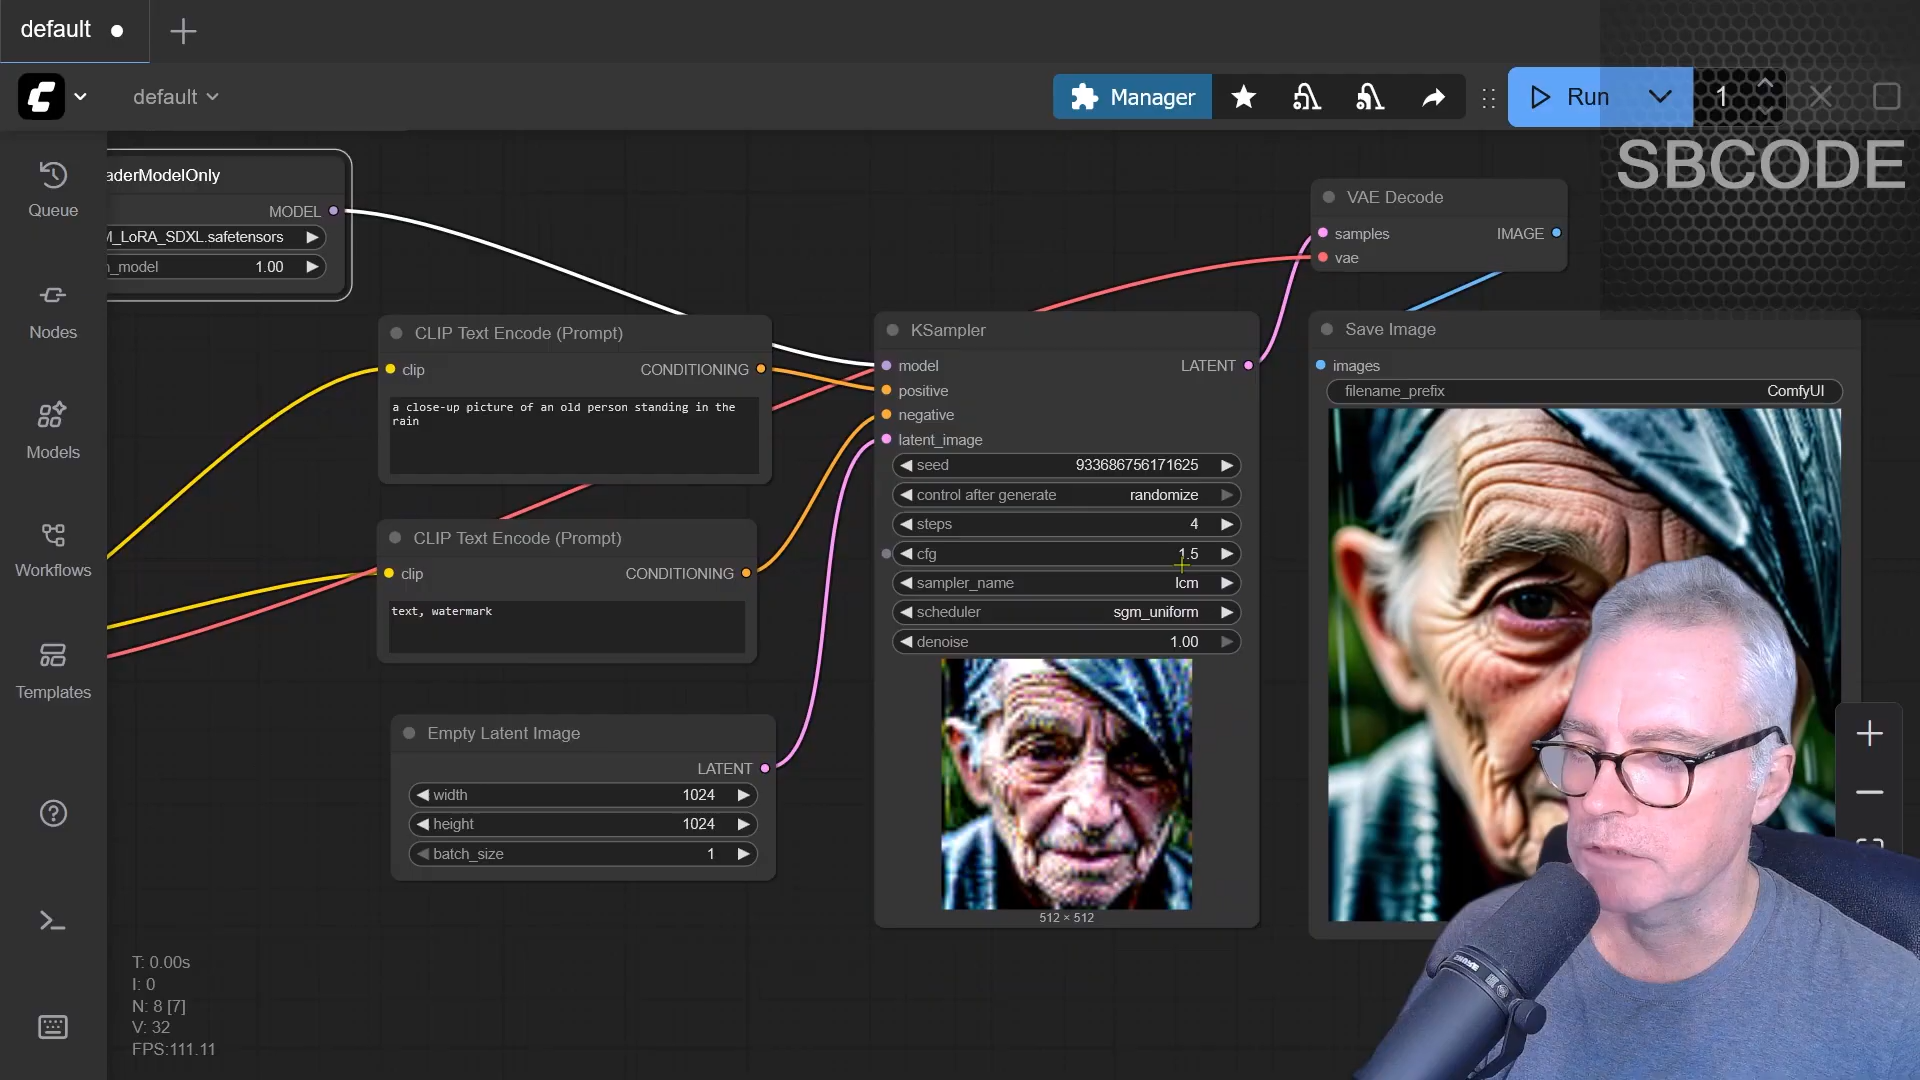 default
default
Manager
Run
1
SBCODE
Queue
Nodes
Models
Workflows
Templates
aderModelOnly
MODEL
M_LoRA_SDXL.safetensors
h_model 1.00
CLIP Text Encode (Prompt)
clip CONDITIONING
a close-up picture of an old person standing in the
rain
CLIP Text Encode (Prompt)
clip CONDITIONING
text, watermark
Empty Latent Image
LATENT
width 1024
height 1024
batch_size 1
KSampler
model LATENT
positive
negative
latent_image
seed 933686756171625
control after generate randomize
steps 4
cfg 1.5
sampler_name lcm
scheduler sgm_uniform
denoise 1.00
512 × 512
VAE Decode
samples IMAGE
vae
Save Image
images
filename_prefix ComfyUI
T: 0.00s
I: 0
N: 8 [7]
V: 32
FPS:111.11